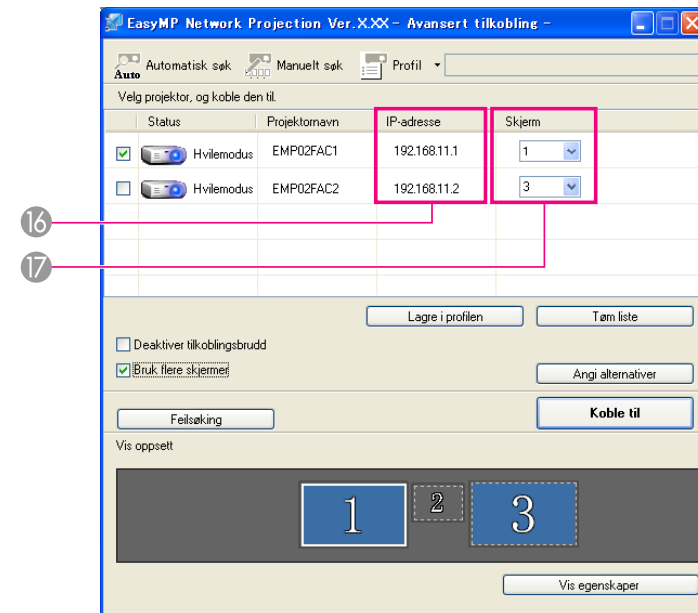 EasyMP Network Projection Ver.X.XX - Avansert tilkobling -
Auto Automatisk søk Manuelt søk Profil
Velg projektor, og koble den til.
Status Projektornavn IP-adresse Skjerm
Hvilemodus EMP02FAC1 192.168.11.1 1
Hvilemodus EMP02FAC2 192.168.11.2 3
16
17
Lagre i profilen Tøm liste
Deaktiver tilkoblingsbrudd
Bruk flere skjermer
Angi alternativer
Feilsøking Koble til
Vis oppsett
1 2 3
Vis egenskaper